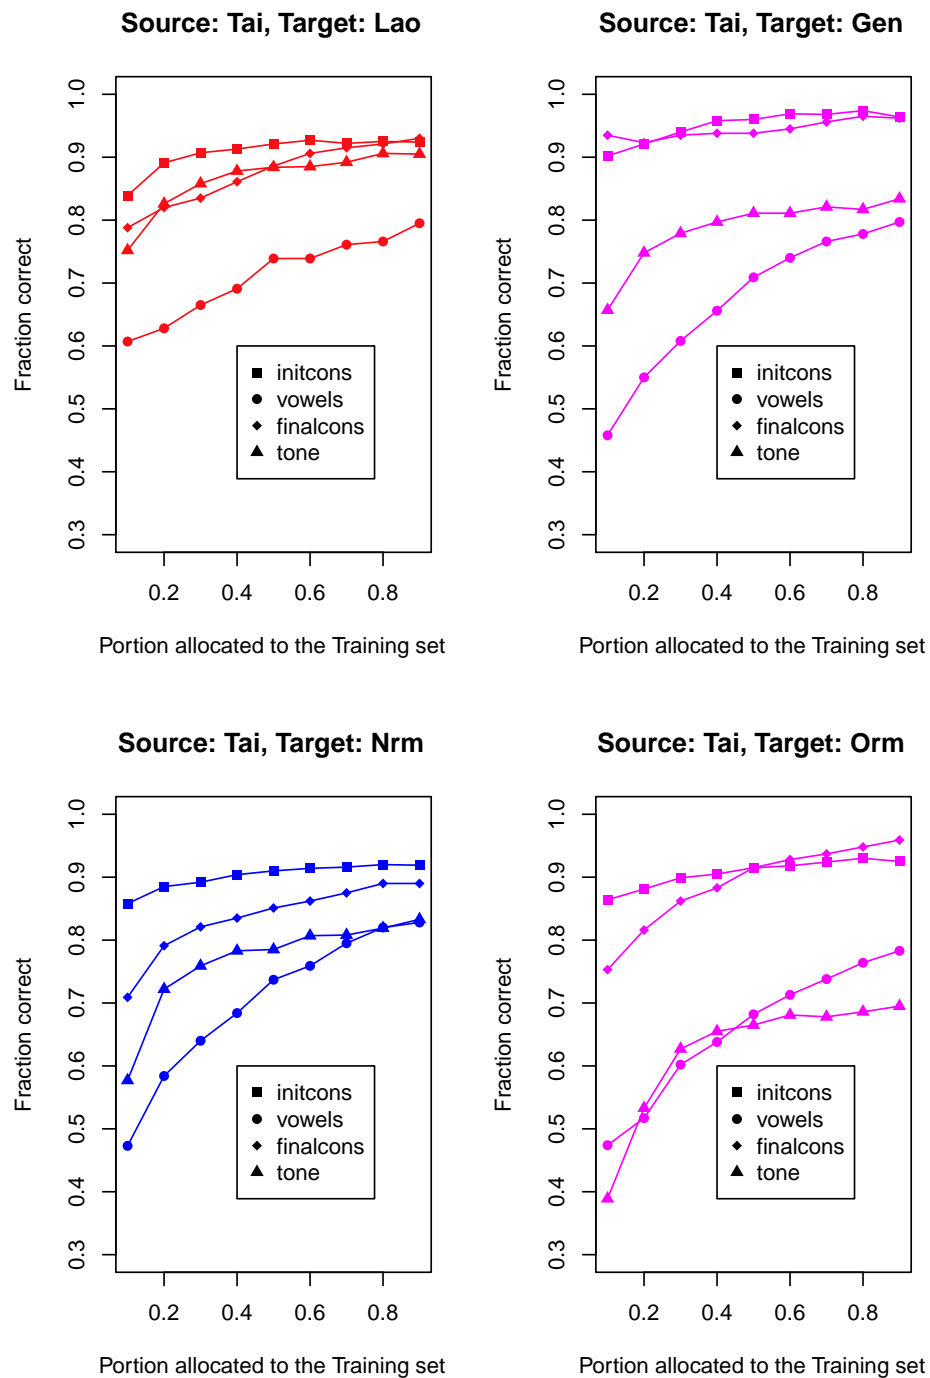 Source: Tai, Target: Lao
Fraction correct
1.0
0.9
0.8
0.7
0.6
0.5
0.4
0.3
initcons
vowels
finalcons
tone
0.2 0.4 0.6 0.8
Portion allocated to the Training set
Source: Tai, Target: Gen
Fraction correct
1.0
0.9
0.8
0.7
0.6
0.5
0.4
0.3
initcons
vowels
finalcons
tone
0.2 0.4 0.6 0.8
Portion allocated to the Training set
Source: Tai, Target: Nrm
Fraction correct
1.0
0.9
0.8
0.7
0.6
0.5
0.4
0.3
initcons
vowels
finalcons
tone
0.2 0.4 0.6 0.8
Portion allocated to the Training set
Source: Tai, Target: Orm
Fraction correct
1.0
0.9
0.8
0.7
0.6
0.5
0.4
0.3
initcons
vowels
finalcons
tone
0.2 0.4 0.6 0.8
Portion allocated to the Training set